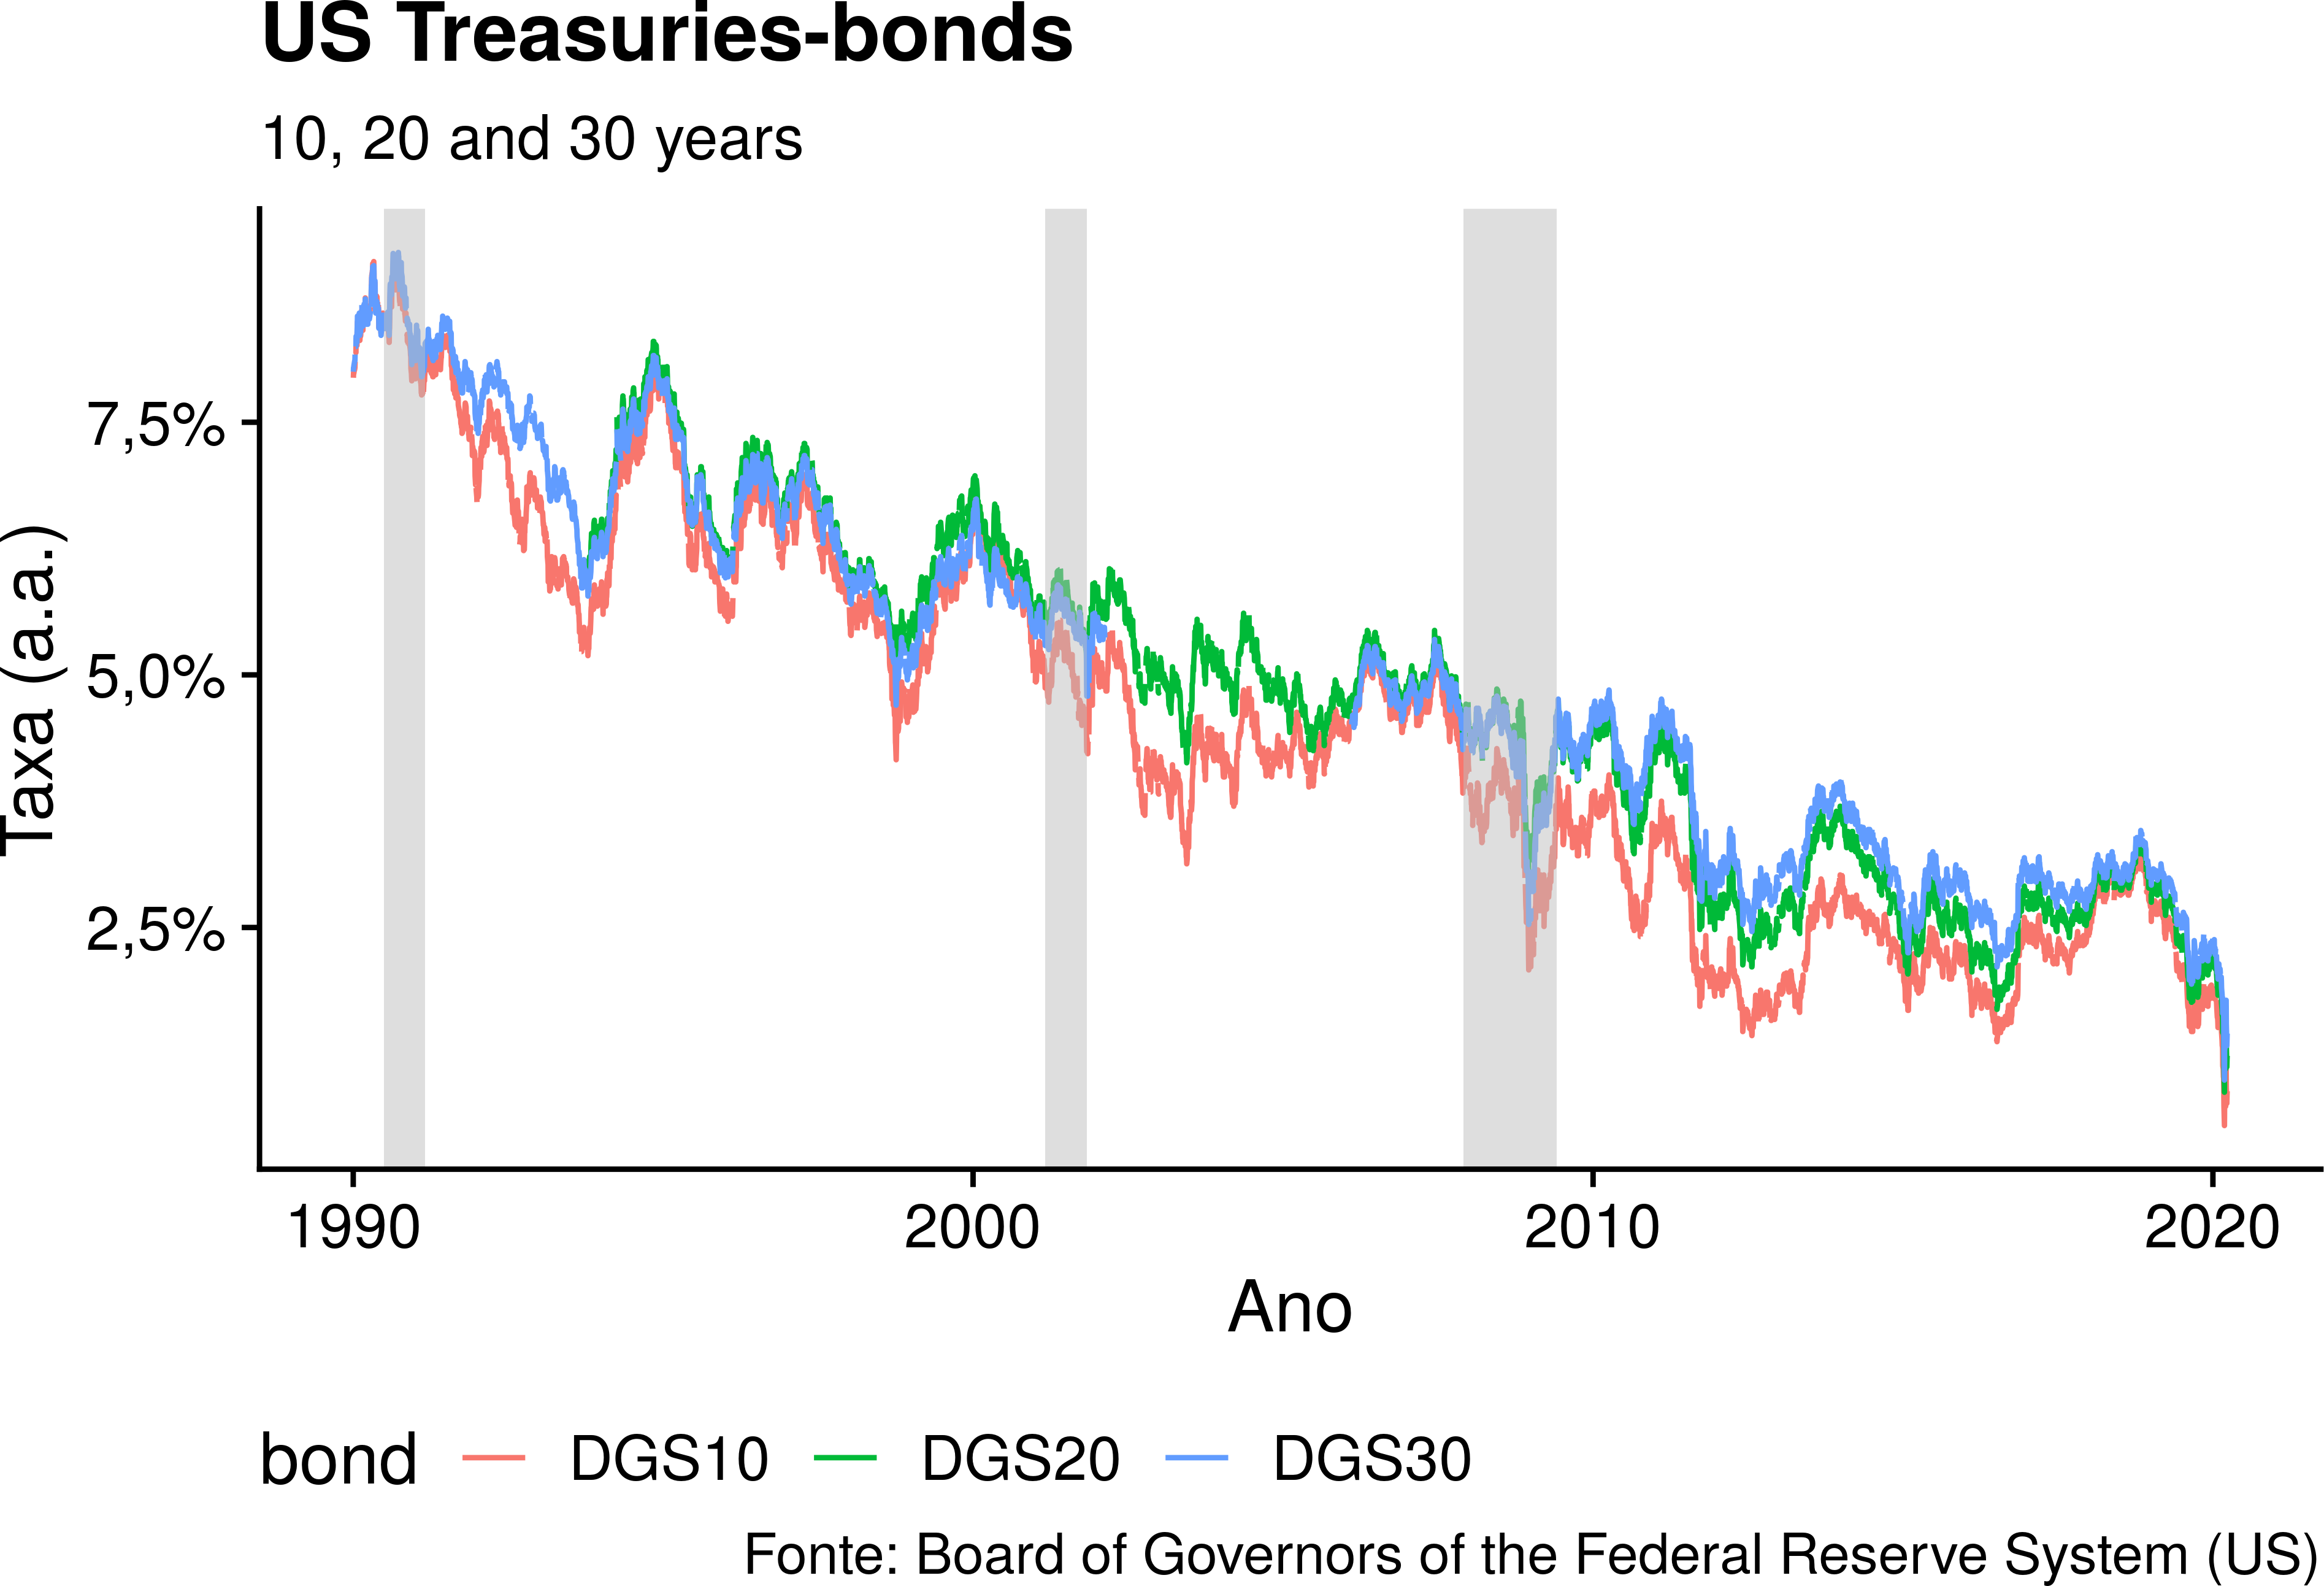 US Treasuries-bonds
10, 20 and 30 years
Taxa (a.a.)
7,5%
5,0%
2,5%
1990 2000 2010 2020
Ano
bond DGS10 DGS20 DGS30
Fonte: Board of Governors of the Federal Reserve System (US)